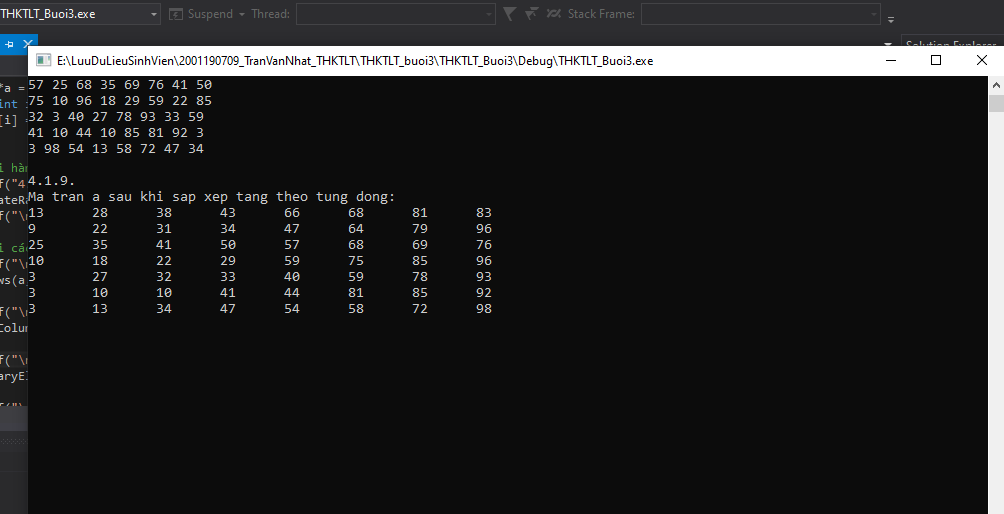 THKTLT_Buoi3.exe Suspend Thread: Stack Frame:
Solution Explorer
E:\LuuDuLieuSinhVien\2001190709_TranVanNhat_THKTLT\THKTLT_buoi3\THKTLT_Buoi3\Debug\THKTLT_Buoi3.exe
*a =
int
[i] =
i hàm
f("4
ateRa
f("\n
i các
f("\n
ws(a
f("\n
Colum
f("\n
aryEl
57 25 68 35 69 76 41 50
75 10 96 18 29 59 22 85
32 3 40 27 78 93 33 59
41 10 44 10 85 81 92 3
3 98 54 13 58 72 47 34
4.1.9.
Ma tran a sau khi sap xep tang theo tung dong:
13 28 38 43 66 68 81 83
9 22 31 34 47 64 79 96
25 35 41 50 57 68 69 76
10 18 22 29 59 75 85 96
3 27 32 33 40 59 78 93
3 10 10 41 44 81 85 92
3 13 34 47 54 58 72 98